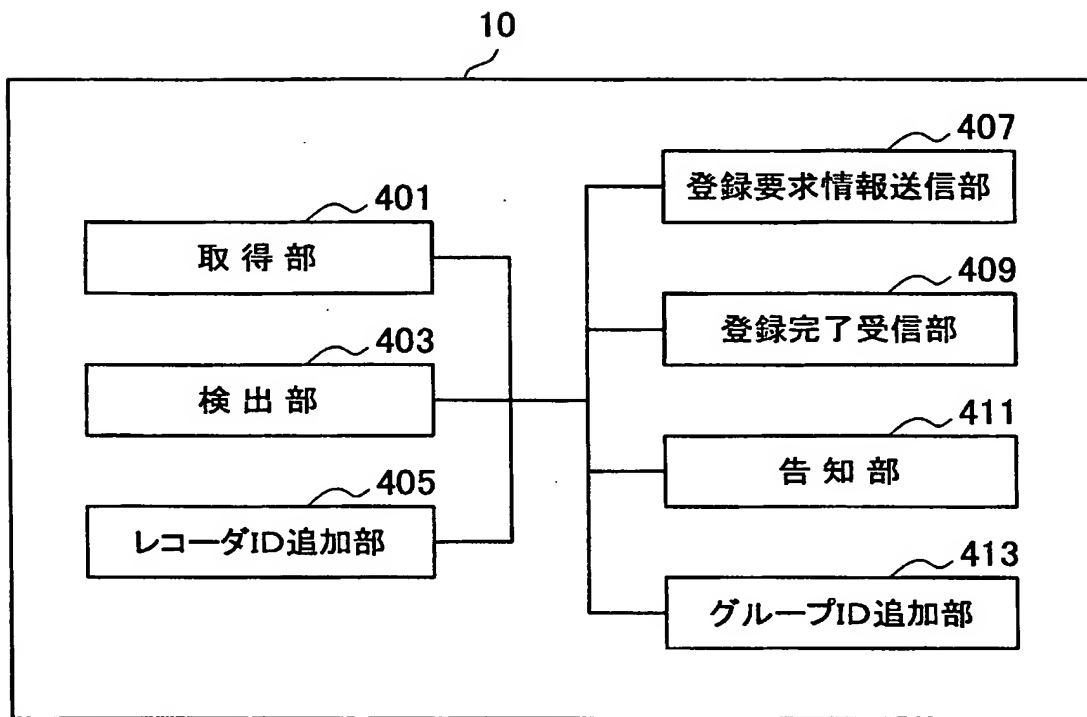 10
401
取得部
403
検出部
405
レコーダID追加部
407
登録要求情報送信部
409
登録完了受信部
411
告知部
413
グループID追加部